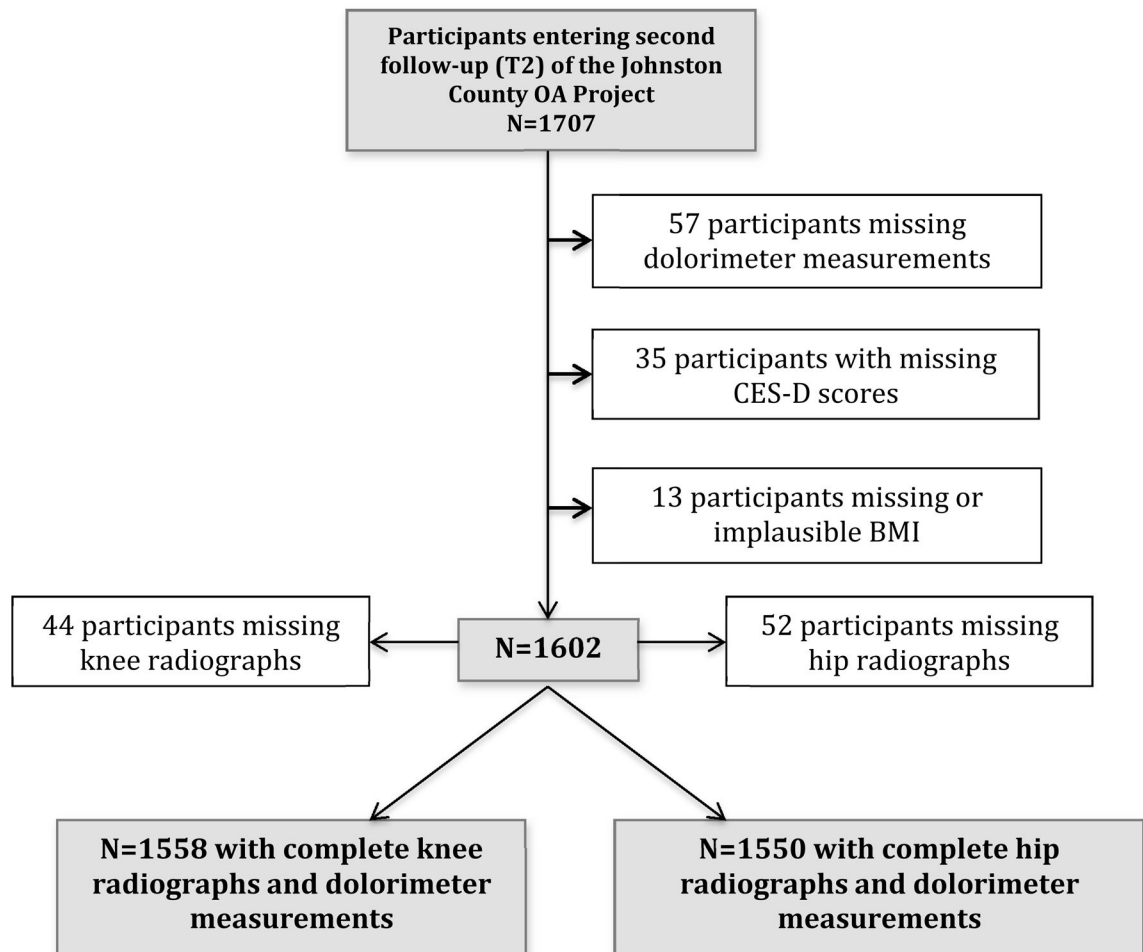 Participants entering second
follow-up (T2) of the Johnston
County OA Project
N=1707
57 participants missing
dolorimeter measurements
35 participants with missing
CES-D scores
13 participants missing or
implausible BMI
44 participants missing
knee radiographs
N=1602
52 participants missing
hip radiographs
N=1558 with complete knee
radiographs and dolorimeter
measurements
N=1550 with complete hip
radiographs and dolorimeter
measurements